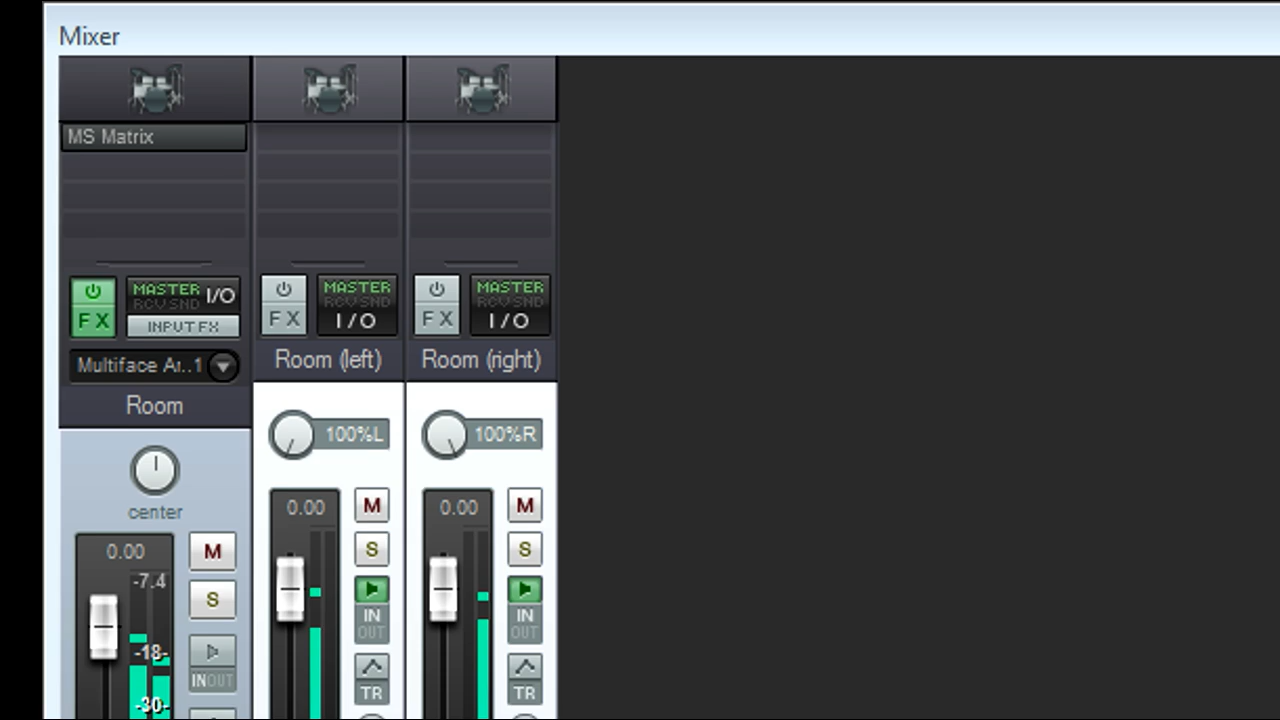 Mixer
MS Matrix
MASTER
RCV SND
I/O
FX
INPUT FX
Multiface Ar..1
Room
center
0.00
-7.4
-18-
-30-
M
S
IN OUT
MASTER
RCV SND
FX
I/O
Room (left)
100%L
0.00
M
S
IN
OUT
TR
MASTER
RCV SND
FX
I/O
Room (right)
100%R
0.00
M
S
IN
OUT
TR